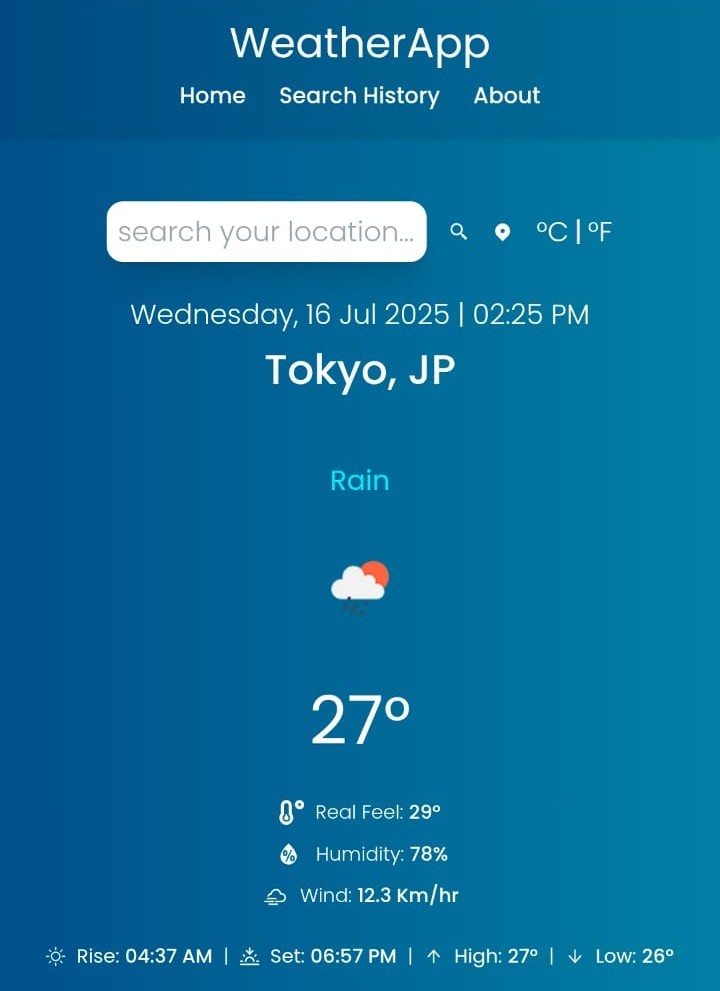 WeatherApp
Home Search History About
search your location... °C | °F
Wednesday, 16 Jul 2025 | 02:25 PM
Tokyo, JP
Rain
27°
Real Feel: 29°
Humidity: 78%
Wind: 12.3 Km/hr
Rise: 04:37 AM | Set: 06:57 PM | High: 27° | Low: 26°